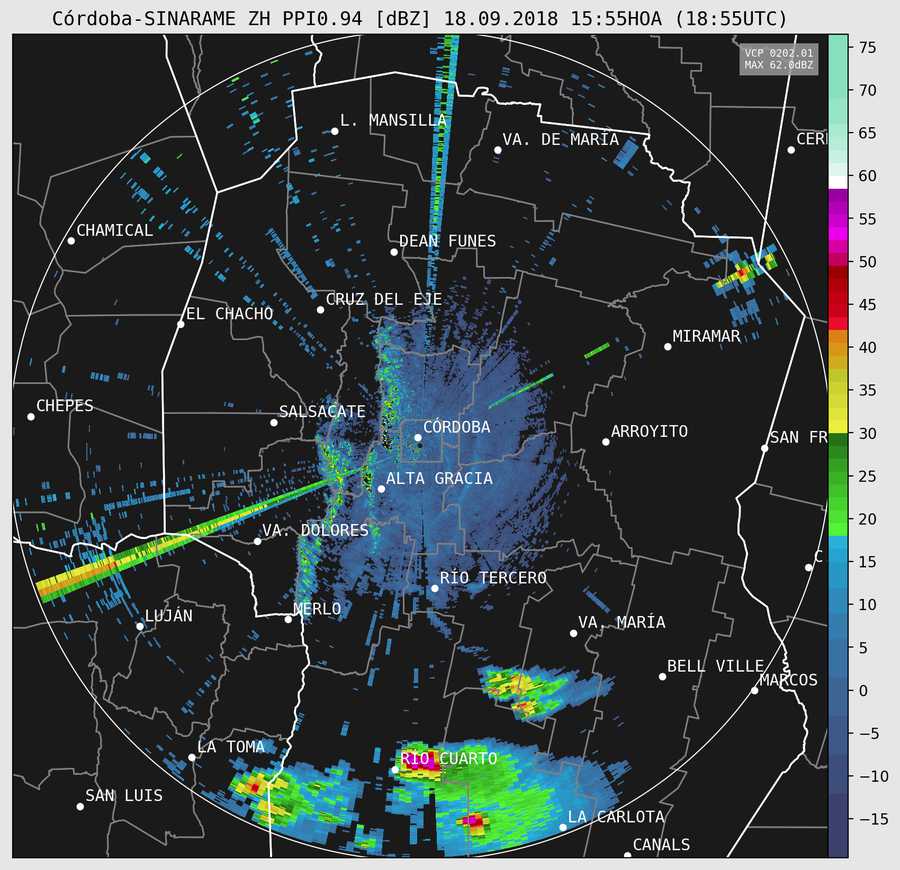 Córdoba-SINARAME ZH PPI0.94 [dBZ] 18.09.2018 15:55HOA (18:55UTC)
VCP 0202.01
MAX 62.0dBZ
75
70
65
60
55
50
45
40
35
30
25
20
15
10
5
0
−5
−10
−15
L. MANSILLA
VA. DE MARÍA
CER
CHAMICAL
DEAN FUNES
CRUZ DEL EJE
EL CHACHO
MIRAMAR
CHEPES
SALSACATE
CÓRDOBA
ARROYITO
SAN FR
ALTA GRACIA
VA. DOLORES
C
RÍO TERCERO
LUJÁN
MERLO
VA. MARÍA
BELL VILLE
MARCOS
LA TOMA
RÍO CUARTO
SAN LUIS
LA CARLOTA
CANALS